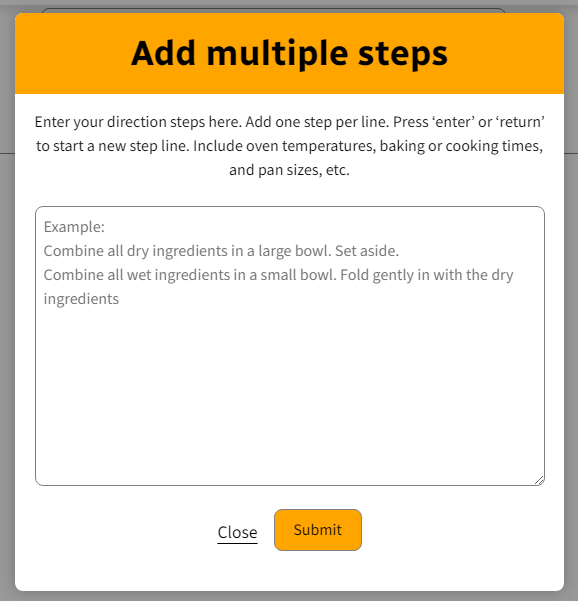 Add multiple steps
Enter your direction steps here. Add one step per line. Press ‘enter’ or ‘return’
to start a new step line. Include oven temperatures, baking or cooking times,
and pan sizes, etc.
Example:
Combine all dry ingredients in a large bowl. Set aside.
Combine all wet ingredients in a small bowl. Fold gently in with the dry
ingredients
Close
Submit